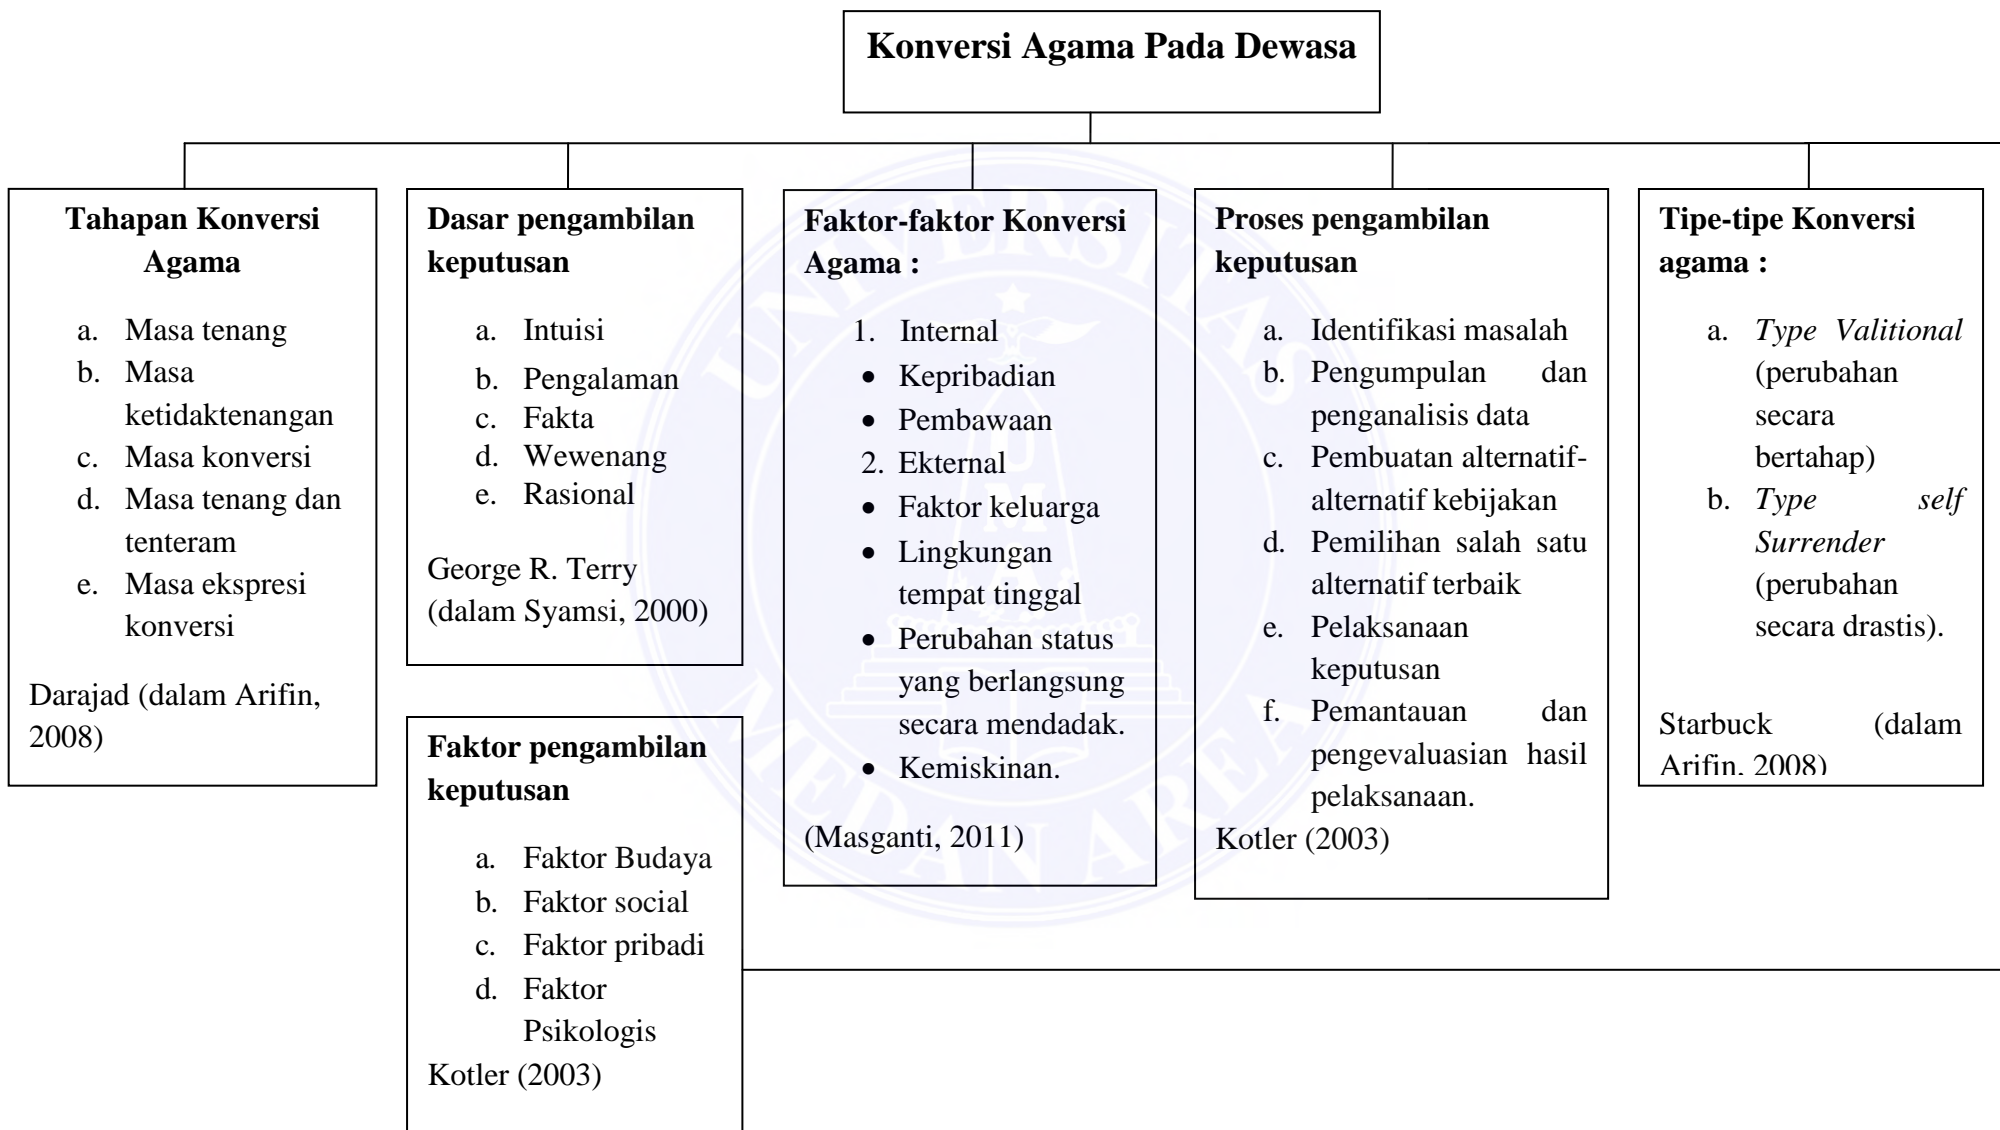 Konversi Agama Pada Dewasa
Tahapan Konversi
Agama
a. Masa tenang
b. Masa
ketidaktenangan
c. Masa konversi
d. Masa tenang dan
tenteram
e. Masa ekspresi
konversi
Darajad (dalam Arifin,
2008)
Dasar pengambilan
keputusan
a. Intuisi
b. Pengalaman
c. Fakta
d. Wewenang
e. Rasional
George R. Terry
(dalam Syamsi, 2000)
Faktor pengambilan
keputusan
a. Faktor Budaya
b. Faktor social
c. Faktor pribadi
d. Faktor
Psikologis
Kotler (2003)
Faktor-faktor Konversi
Agama :
1. Internal
• Kepribadian
• Pembawaan
2. Ekternal
• Faktor keluarga
• Lingkungan
tempat tinggal
• Perubahan status
yang berlangsung
secara mendadak.
• Kemiskinan.
(Masganti, 2011)
Proses pengambilan
keputusan
a. Identifikasi masalah
b. Pengumpulan dan
penganalisis data
c. Pembuatan alternatif-
alternatif kebijakan
d. Pemilihan salah satu
alternatif terbaik
e. Pelaksanaan
keputusan
f. Pemantauan dan
pengevaluasian hasil
pelaksanaan.
Kotler (2003)
Tipe-tipe Konversi
agama :
a. Type Valitional
(perubahan
secara
bertahap)
b. Type self
Surrender
(perubahan
secara drastis).
Starbuck (dalam
Arifin, 2008)
UNIVERSITAS
UMA
MEDAN AREA